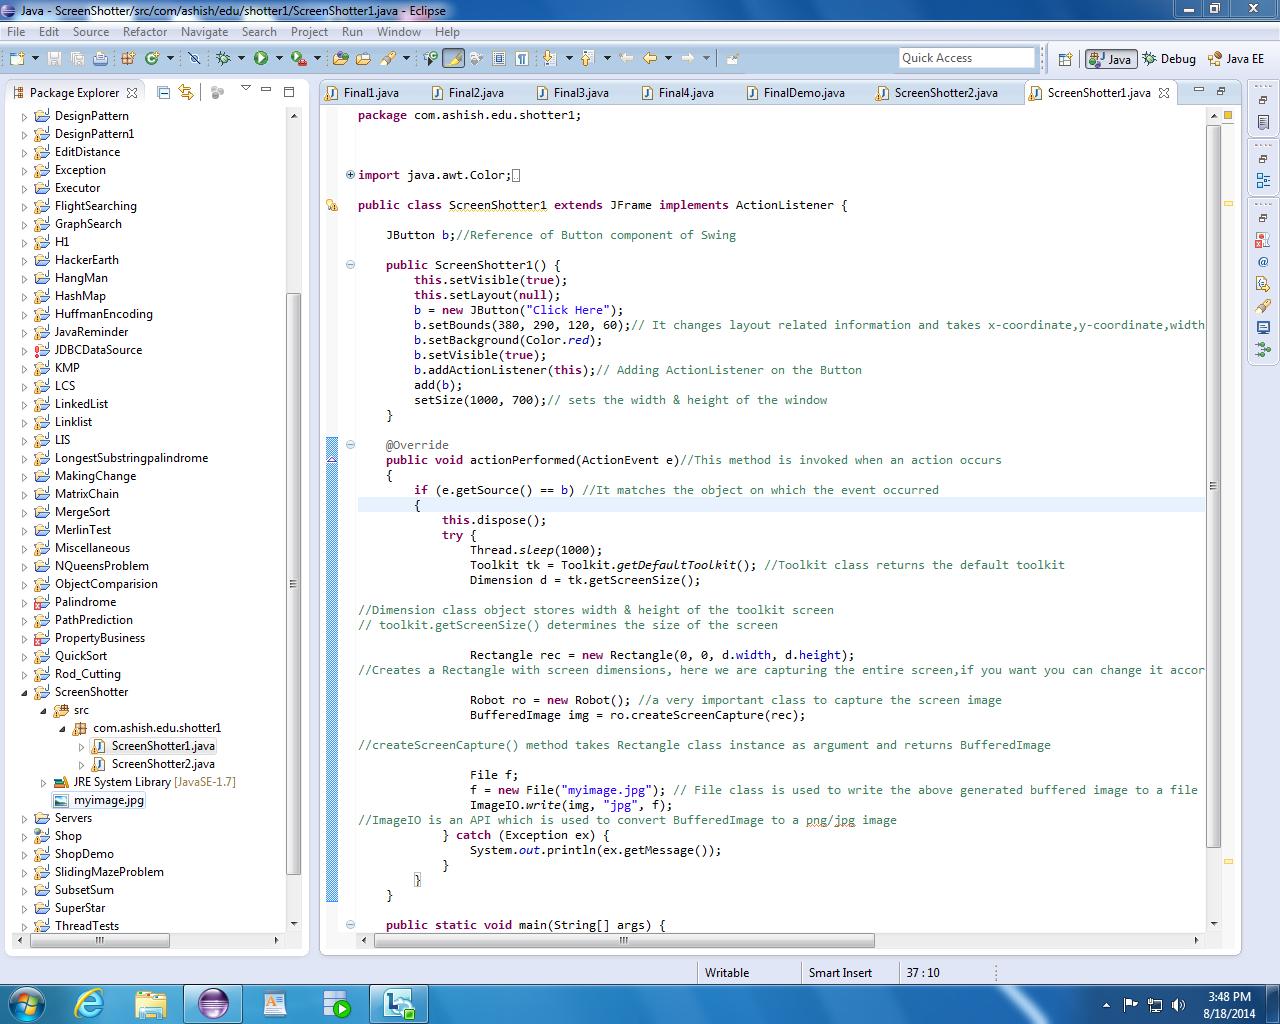 Java - ScreenShotter/src/com/ashish/edu/shotter1/ScreenShotter1.java - Eclipse
File Edit Source Refactor Navigate Search Project Run Window Help
Quick Access
Java Debug Java EE
Package Explorer
Final1.java Final2.java Final3.java Final4.java FinalDemo.java ScreenShotter2.java ScreenShotter1.java
DesignPattern
DesignPattern1
EditDistance
Exception
Executor
FlightSearching
GraphSearch
H1
HackerEarth
HangMan
HashMap
HuffmanEncoding
JavaReminder
JDBCDataSource
KMP
LCS
LinkedList
Linklist
LIS
LongestSubstringpalindrome
MakingChange
MatrixChain
MergeSort
MerlinTest
Miscellaneous
NQueensProblem
ObjectComparision
Palindrome
PathPrediction
PropertyBusiness
QuickSort
Rod_Cutting
ScreenShotter
src
com.ashish.edu.shotter1
ScreenShotter1.java
ScreenShotter2.java
JRE System Library [JavaSE-1.7]
myimage.jpg
Servers
Shop
ShopDemo
SlidingMazeProblem
SubsetSum
SuperStar
ThreadTests
package com.ashish.edu.shotter1;
import java.awt.Color;
public class ScreenShotter1 extends JFrame implements ActionListener {
JButton b;//Reference of Button component of Swing
public ScreenShotter1() {
this.setVisible(true);
this.setLayout(null);
b = new JButton("Click Here");
b.setBounds(380, 290, 120, 60);// It changes layout related information and takes x-coordinate,y-coordinate,width
b.setBackground(Color.red);
b.setVisible(true);
b.addActionListener(this);// Adding ActionListener on the Button
add(b);
setSize(1000, 700);// sets the width & height of the window
}
@Override
public void actionPerformed(ActionEvent e)//This method is invoked when an action occurs
{
if (e.getSource() == b) //It matches the object on which the event occurred
{
this.dispose();
try {
Thread.sleep(1000);
Toolkit tk = Toolkit.getDefaultToolkit(); //Toolkit class returns the default toolkit
Dimension d = tk.getScreenSize();
//Dimension class object stores width & height of the toolkit screen
// toolkit.getScreenSize() determines the size of the screen
Rectangle rec = new Rectangle(0, 0, d.width, d.height);
//Creates a Rectangle with screen dimensions, here we are capturing the entire screen,if you want you can change it accor
Robot ro = new Robot(); //a very important class to capture the screen image
BufferedImage img = ro.createScreenCapture(rec);
//createScreenCapture() method takes Rectangle class instance as argument and returns BufferedImage
File f;
f = new File("myimage.jpg"); // File class is used to write the above generated buffered image to a file
ImageIO.write(img, "jpg", f);
//ImageIO is an API which is used to convert BufferedImage to a png/jpg image
} catch (Exception ex) {
System.out.println(ex.getMessage());
}
}
}
public static void main(String[] args) {
Writable Smart Insert 37 : 10
3:48 PM
8/18/2014